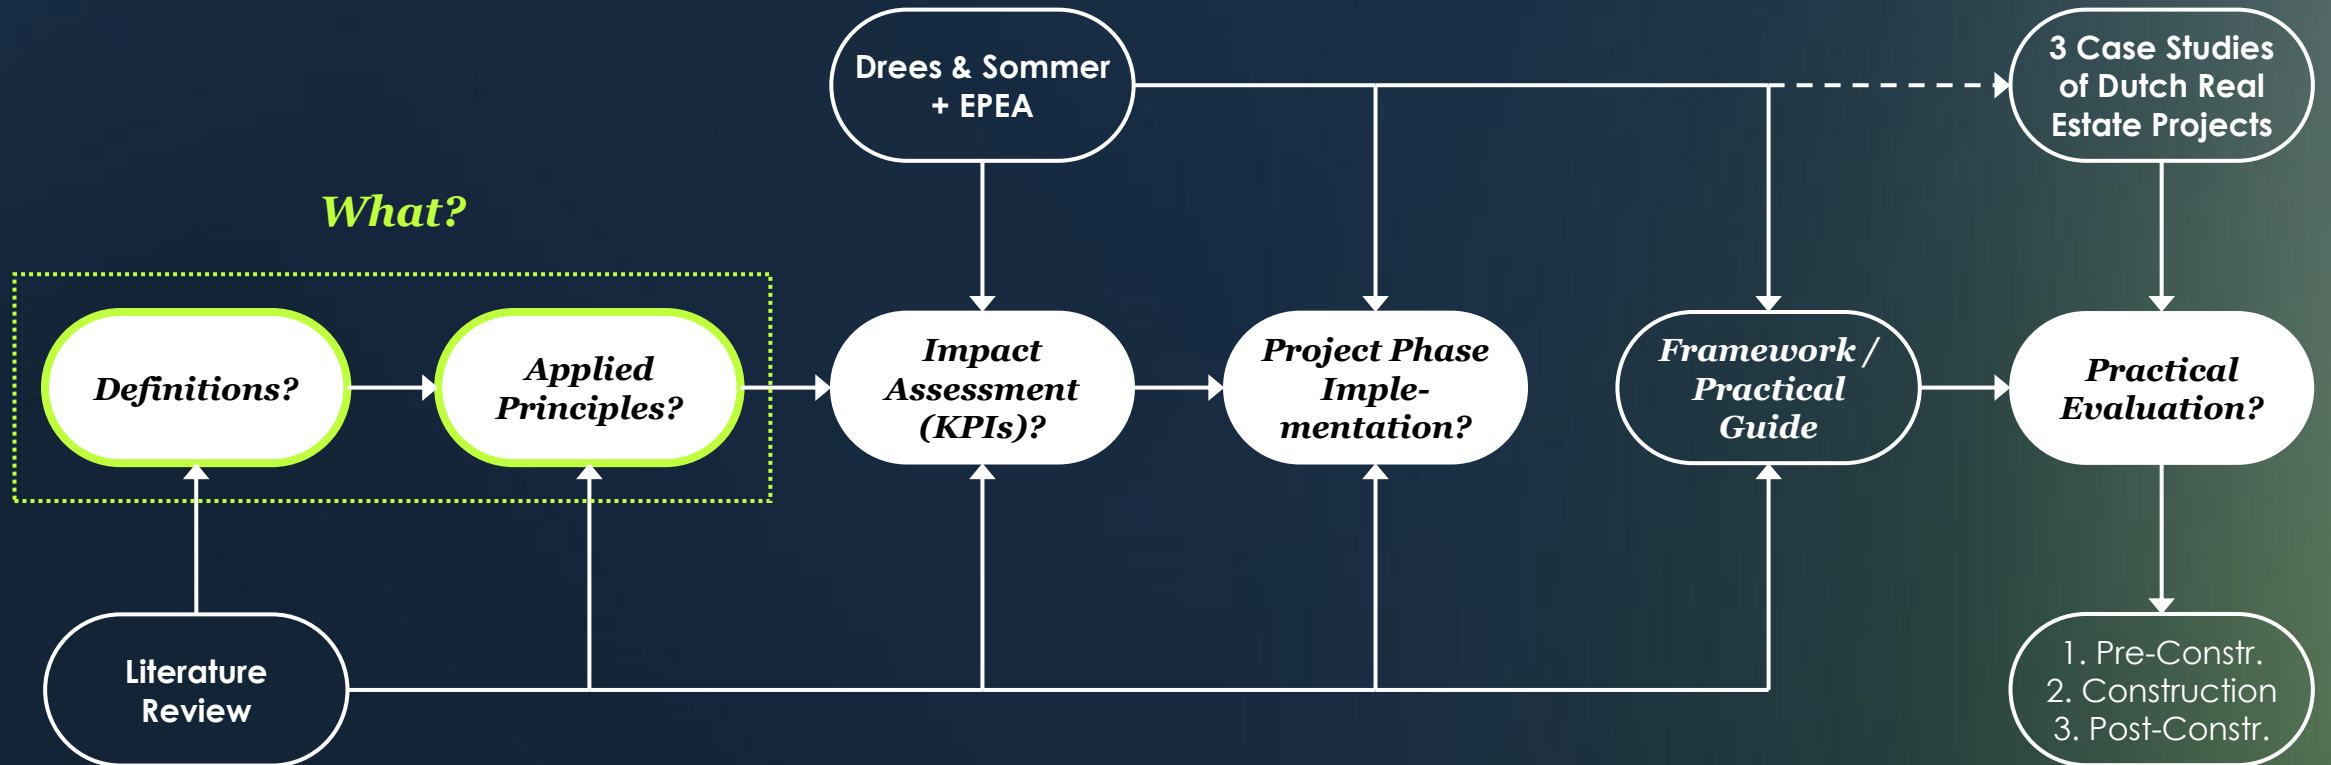 Drees & Sommer
+ EPEA
3 Case Studies
of Dutch Real
Estate Projects
What?
Definitions?
Applied
Principles?
Impact
Assessment
(KPIs)?
Project Phase
Imple-
mentation?
Framework /
Practical
Guide
Practical
Evaluation?
Literature
Review
1. Pre-Constr.
2. Construction
3. Post-Constr.